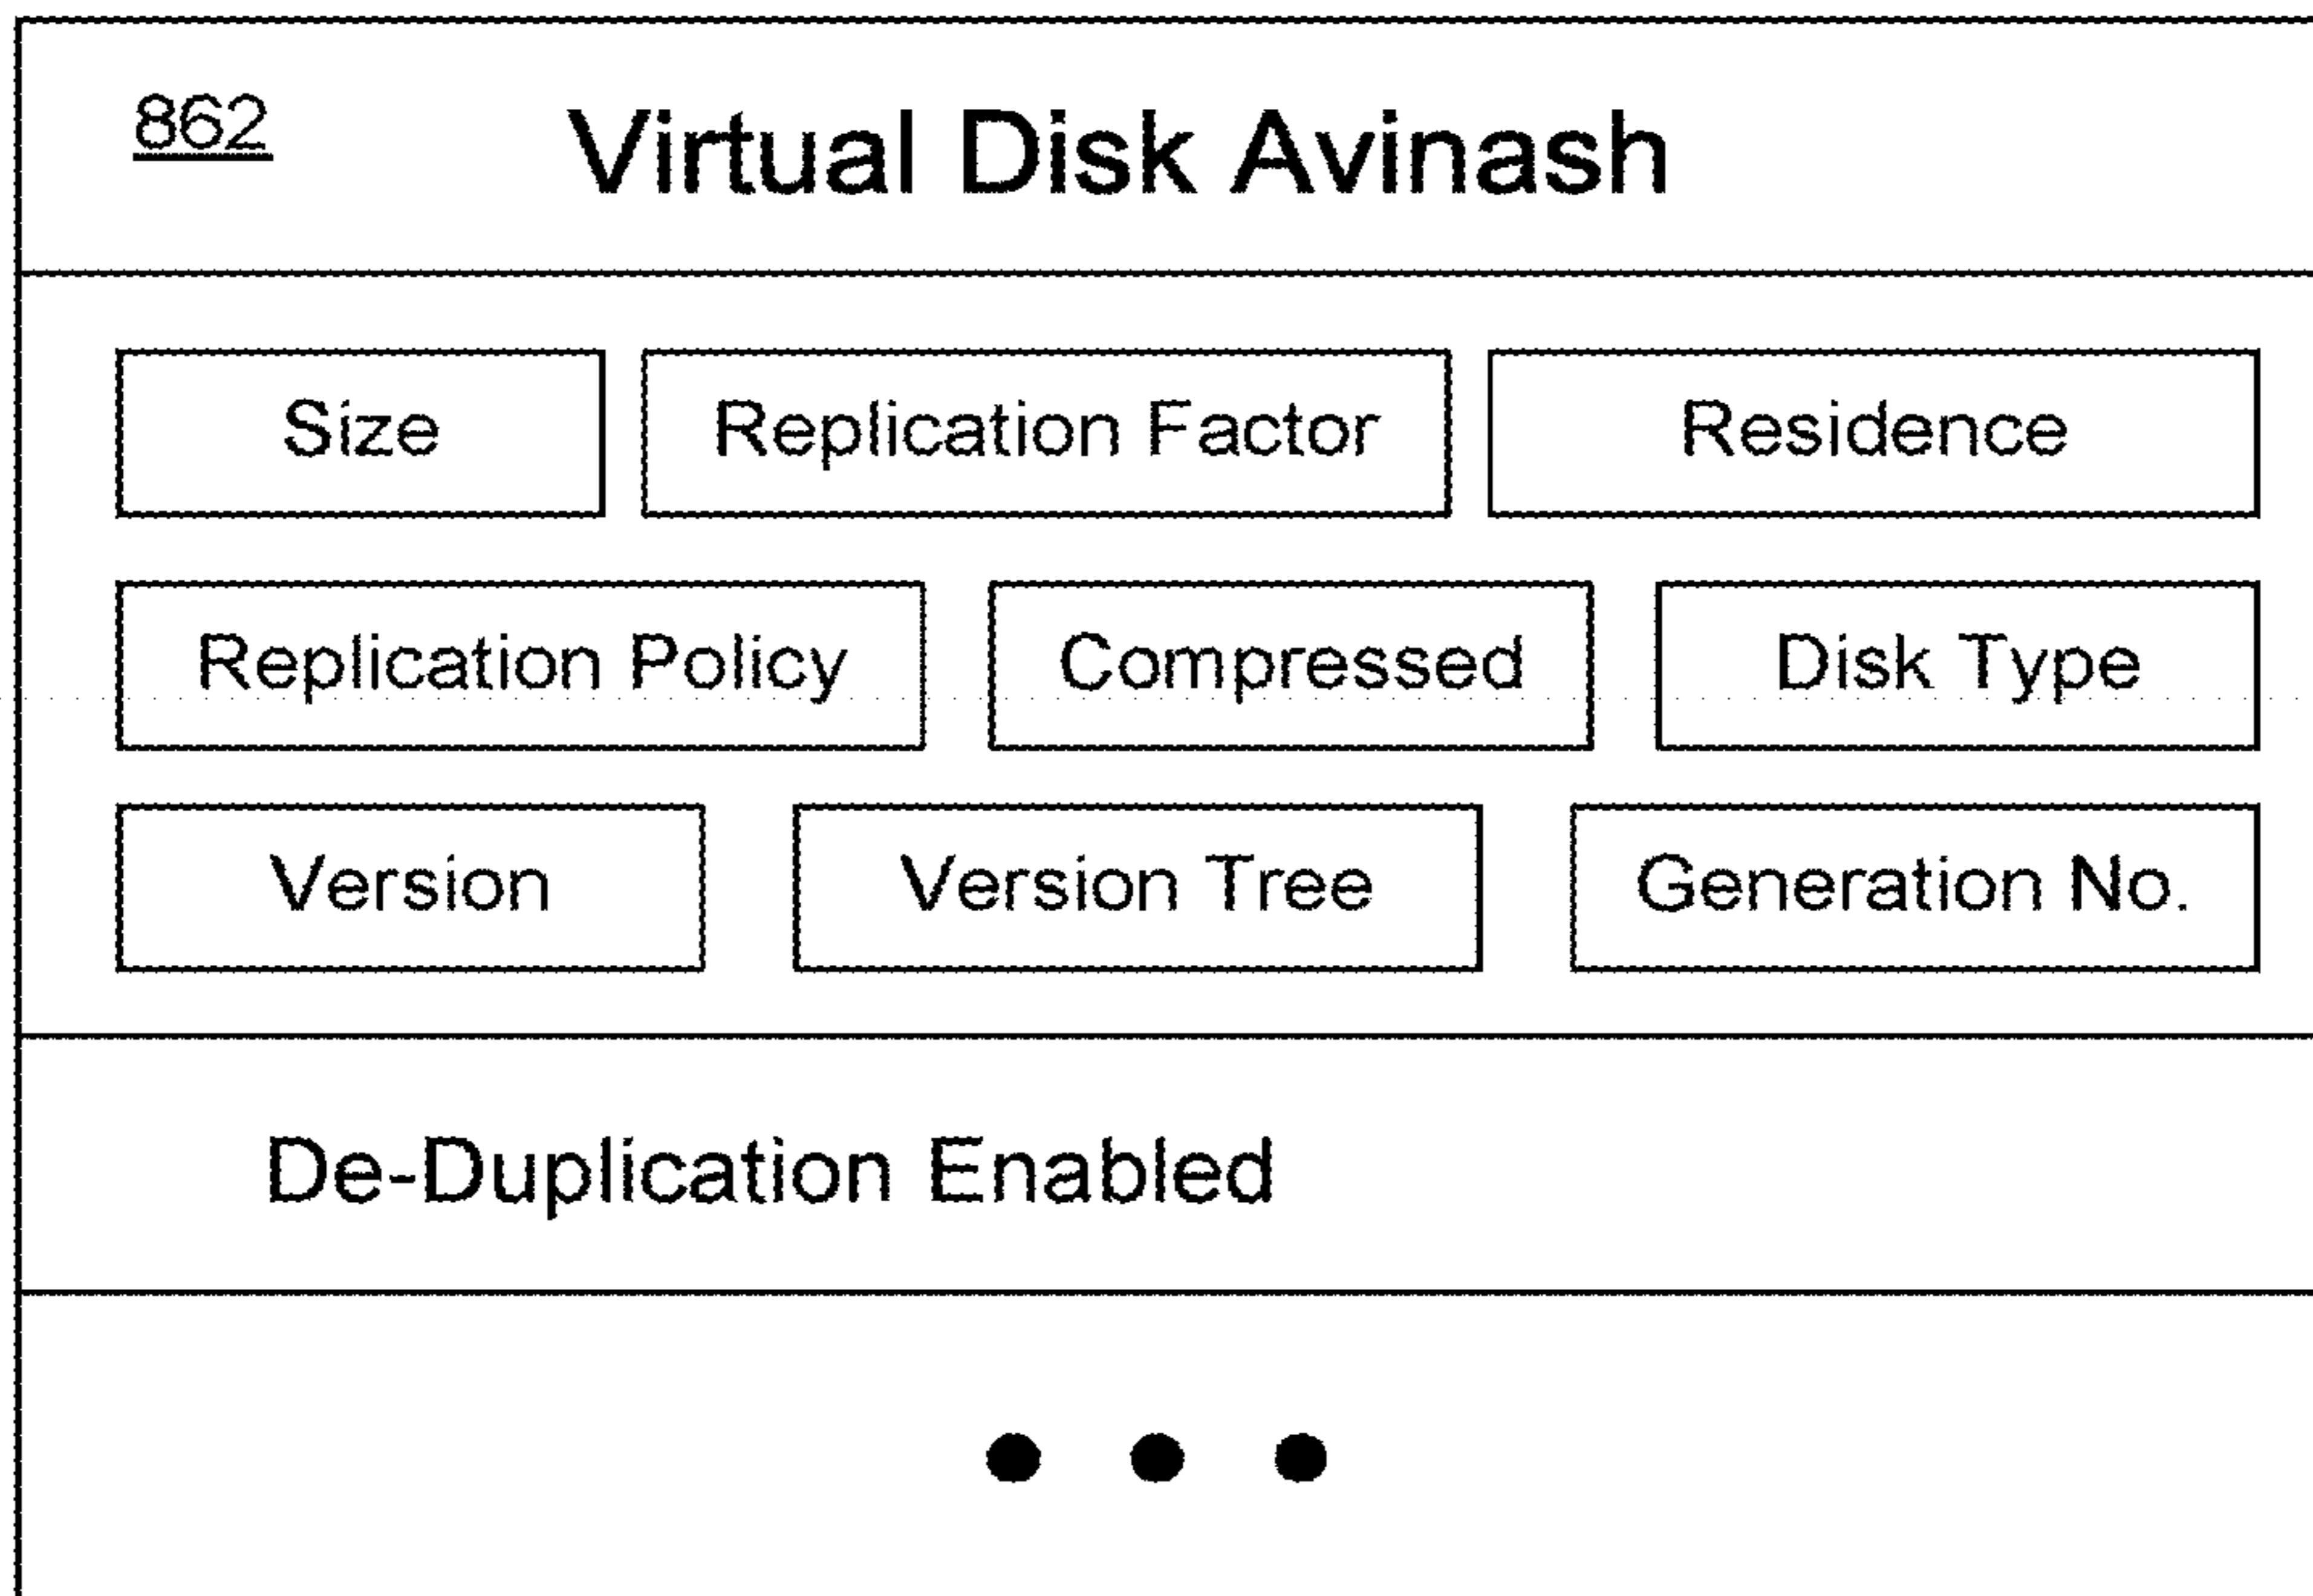 862 Virtual Disk Avinash
Size Replication Factor Residence
Replication Policy Compressed Disk Type
Version Version Tree Generation No.
De-Duplication Enabled